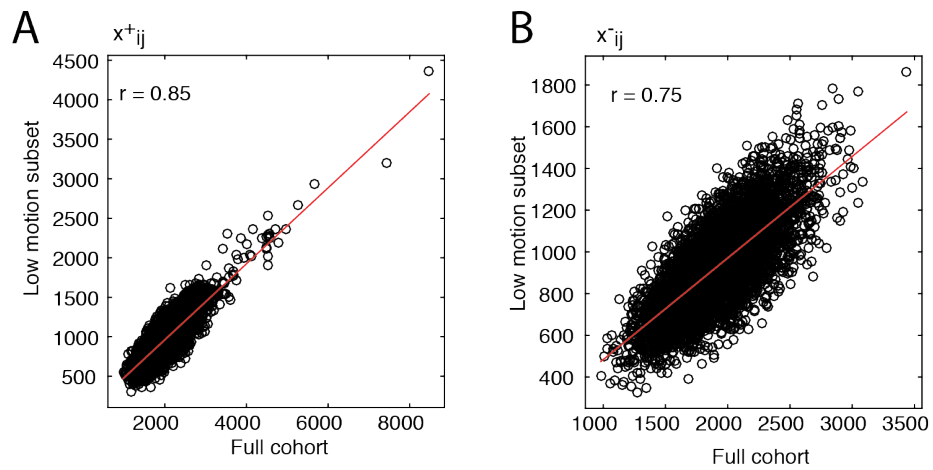 A
x+ij
r = 0.85
Low motion subset
4500
4000
3500
3000
2500
2000
1500
1000
500
2000 4000 6000 8000
Full cohort
B
x-ij
r = 0.75
Low motion subset
1800
1600
1400
1200
1000
800
600
400
1000 1500 2000 2500 3000 3500
Full cohort